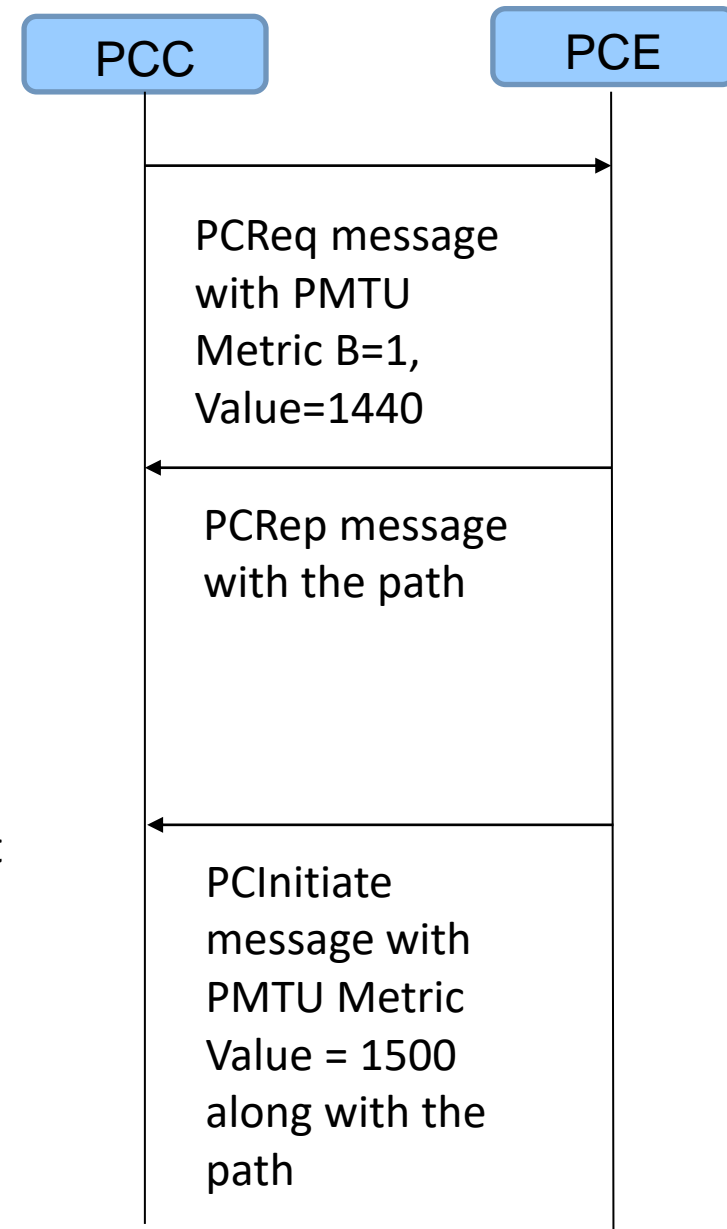 PCC
PCE
PCReq message
with PMTU
Metric B=1,
Value=1440
PCRep message
with the path
PCInitiate
message with
PMTU Metric
Value = 1500
along with the
path